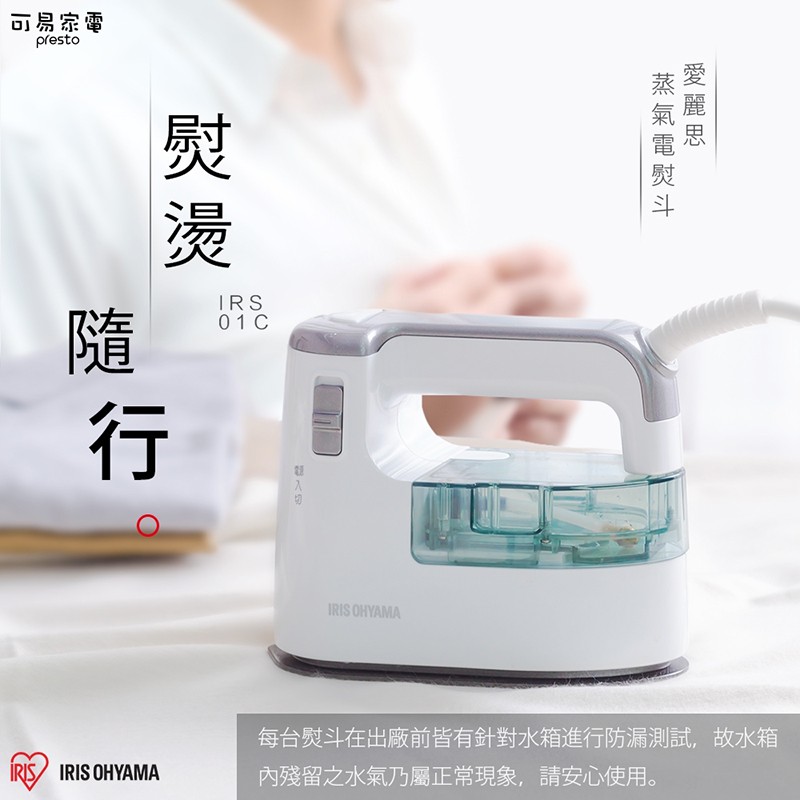 可易家電
presto
愛麗思
蒸氣電熨斗
熨燙
隨行。
IRS
01C
電源
入
切
IRIS OHYAMA
IRIS
IRIS OHYAMA
每台熨斗在出廠前皆有針對水箱進行防漏測試，故水箱
內殘留之水氣乃屬正常現象，請安心使用。